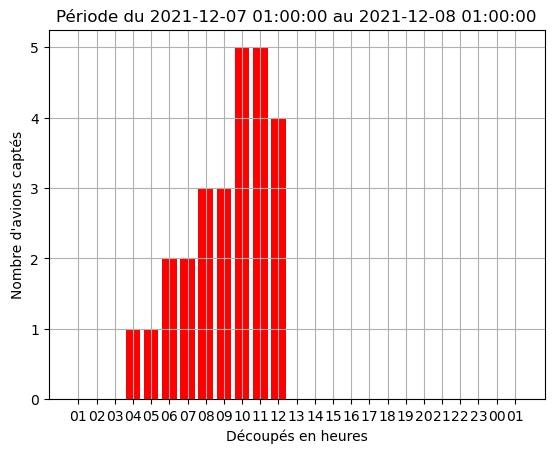 Période du 2021-12-07 01:00:00 au 2021-12-08 01:00:00
5
4
3
2
1
0
Nombre d'avions captés
01 02 03 04 05 06 07 08 09 10 11 12 13 14 15 16 17 18 19 20 21 22 23 00 01
Découpés en heures